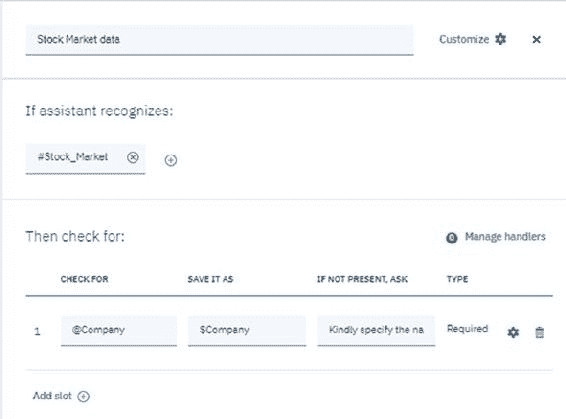 Stock Market data
Customize
If assistant recognizes:
#Stock_Market
Then check for:
0 Manage handlers
CHECK FOR SAVE IT AS IF NOT PRESENT, ASK TYPE
1 @Company $Company Kindly specify the na Required
Add slot